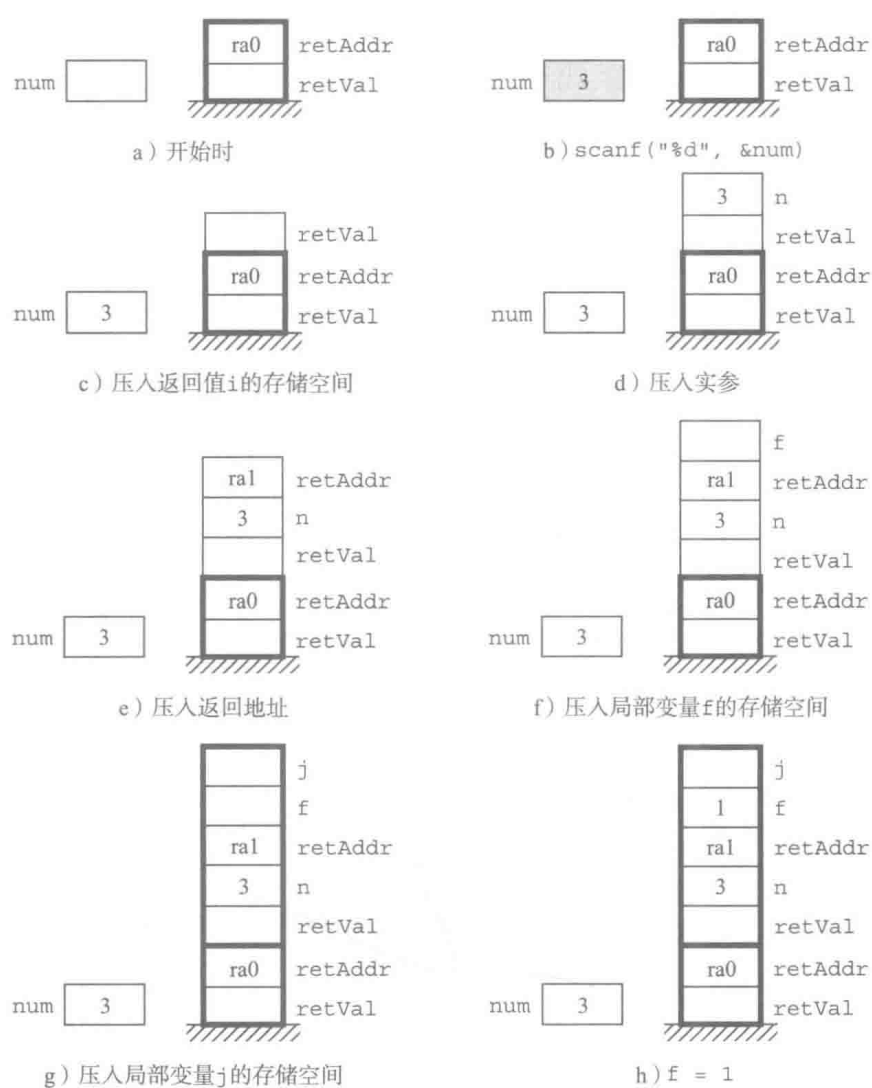 ra0 retAddr
num retVal
a）开始时
ra0 retAddr
num 3 retVal
b）scanf("%d", &num)
retVal
ra0 retAddr
num 3 retVal
c）压入返回值i的存储空间
3 n
retVal
ra0 retAddr
num 3 retVal
d）压入实参
ra1 retAddr
3 n
retVal
ra0 retAddr
num 3 retVal
e）压入返回地址
f
ra1 retAddr
3 n
retVal
ra0 retAddr
num 3 retVal
f）压入局部变量f的存储空间
j
f
ra1 retAddr
3 n
retVal
ra0 retAddr
num 3 retVal
g）压入局部变量j的存储空间
j
1 f
ra1 retAddr
3 n
retVal
ra0 retAddr
num 3 retVal
h）f = 1